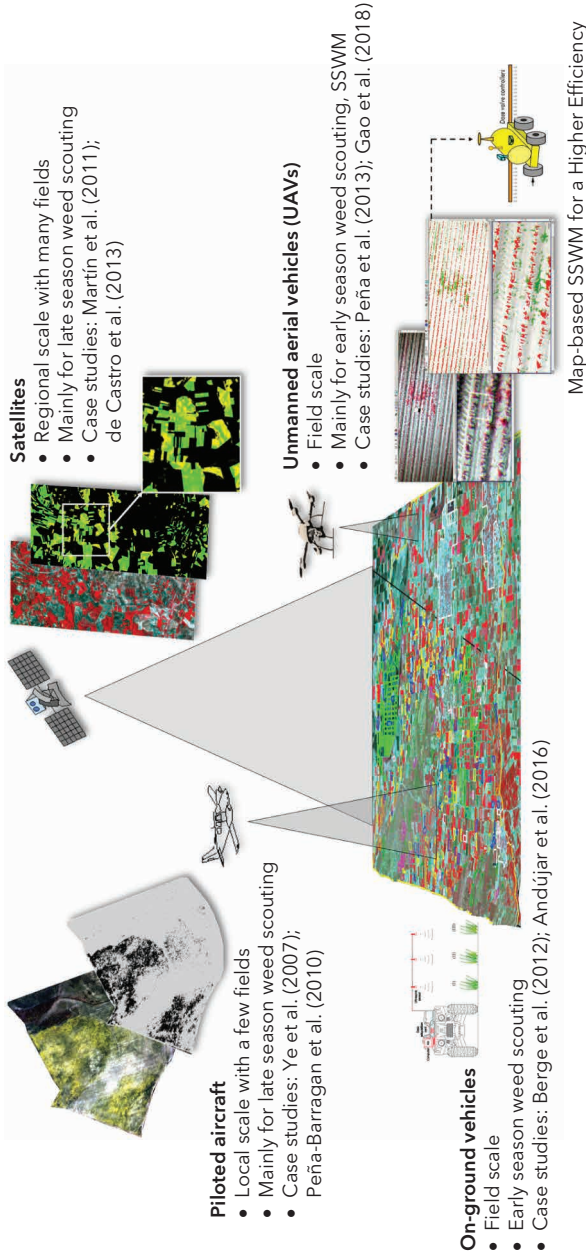 Satellites
• Regional scale with many fields
• Mainly for late season weed scouting
• Case studies: Martín et al. (2011);
de Castro et al. (2013)
Piloted aircraft
• Local scale with a few fields
• Mainly for late season weed scouting
• Case studies: Ye et al. (2007);
Peña-Barragan et al. (2010)
Unmanned aerial vehicles (UAVs)
• Field scale
• Mainly for early season weed scouting, SSWM
• Case studies: Peña et al. (2013); Gao et al. (2018)
Dose valve controllers
On-ground vehicles
• Field scale
• Early season weed scouting
• Case studies: Berge et al. (2012); Andújar et al. (2016)
Map-based SSWM for a Higher Efficiency